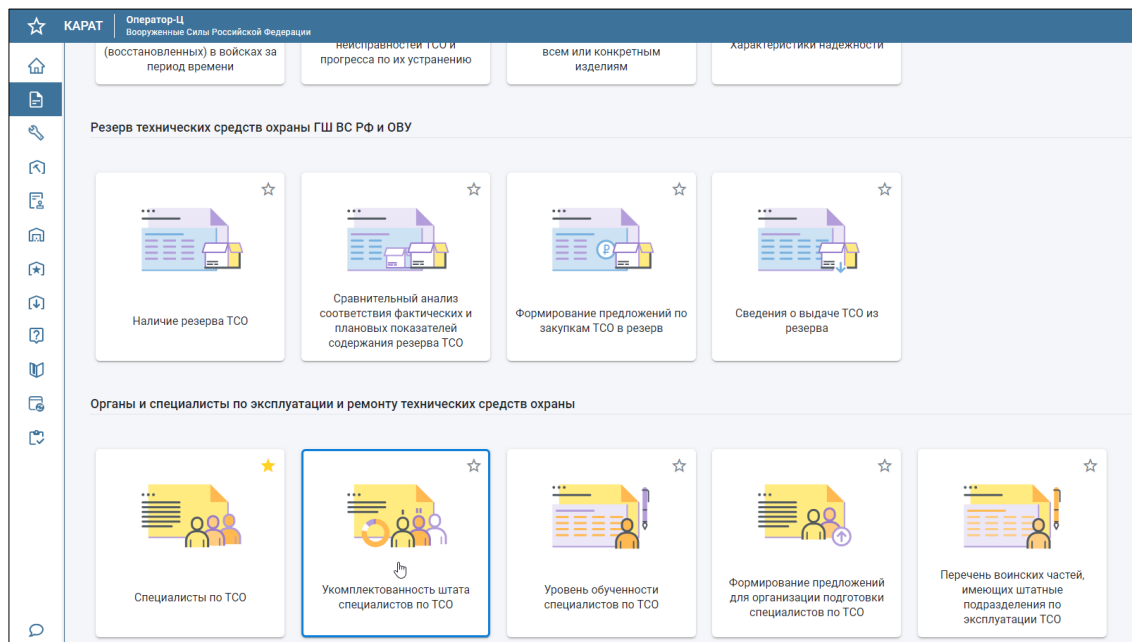 КАРАТ
Оператор-Ц
Вооруженные Силы Российской Федерации
(восстановленных) в войсках за
период времени
неисправностей ТСО и
прогресса по их устранению
всем или конкретным
изделиям
характеристики надежности
Резерв технических средств охраны ГШ ВС РФ и ОВУ
Наличие резерва ТСО
Сравнительный анализ
соответствия фактических и
плановых показателей
содержания резерва ТСО
Формирование предложений по
закупкам ТСО в резерв
Сведения о выдаче ТСО из
резерва
Органы и специалисты по эксплуатации и ремонту технических средств охраны
Специалисты по ТСО
Укомплектованность штата
специалистов по ТСО
Уровень обученности
специалистов по ТСО
Формирование предложений
для организации подготовки
специалистов по ТСО
Перечень воинских частей,
имеющих штатные
подразделения по
эксплуатации ТСО